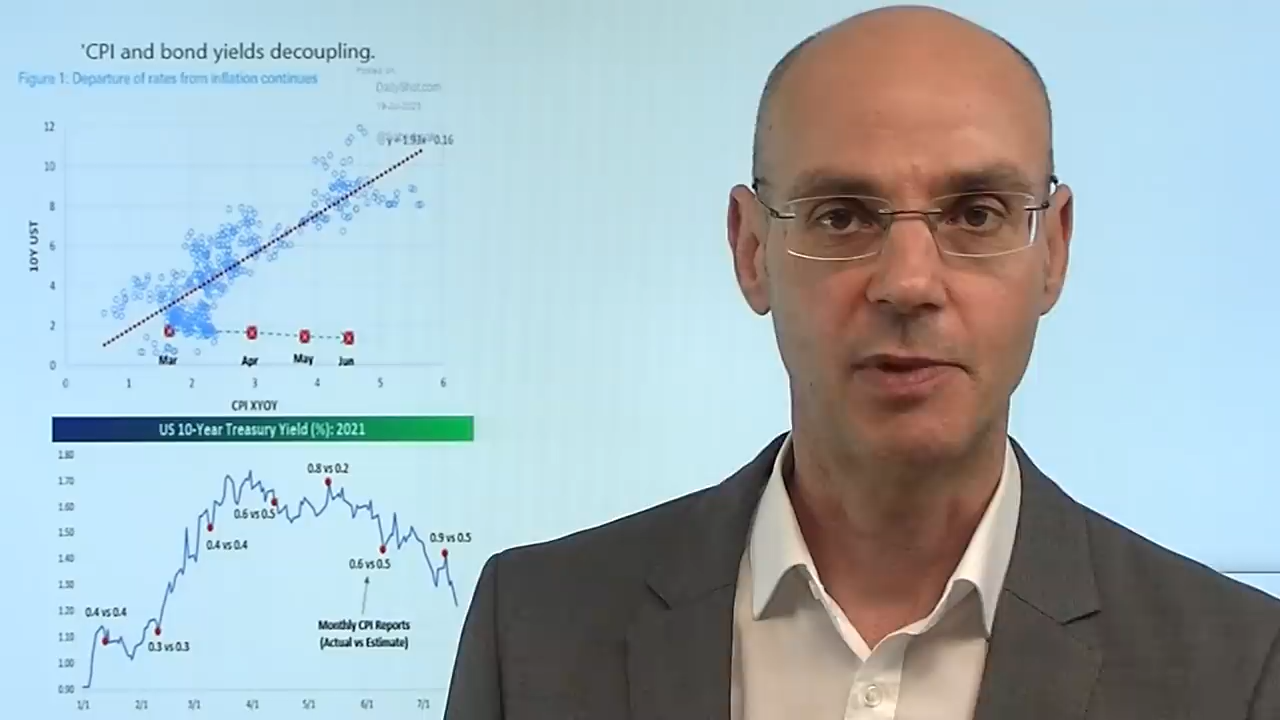 'CPI and bond yields decoupling.
Figure 1: Departure of rates from inflation continues
Posted on
DailyShot.com
12
10
8
6
4
2
0
10Y UST
Mar
Apr
May
Jun
0 1 2 3 4 5 6
CPI XYOY
US 10-Year Treasury Yield (%): 2021
1.80
1.70
1.60
1.50
1.40
1.30
1.20
1.10
1.00
0.90
0.8 vs 0.2
0.6 vs 0.5
0.4 vs 0.4
0.9 vs 0.5
0.6 vs 0.5
0.4 vs 0.4
0.3 vs 0.3
Monthly CPI Reports
(Actual vs Estimate)
1/1 2/1 3/1 4/1 5/1 6/1 7/1